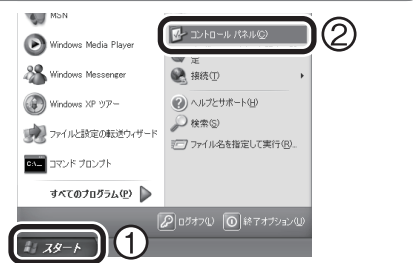 MSN
Windows Media Player
Windows Messenger
Windows XP ツアー
ファイルと設定の転送ウィザード
C:\_
コマンド プロンプト
すべてのプログラム(P)
コントロール パネル(C)
②
定
接続(T)
ヘルプとサポート(H)
検索(S)
ファイル名を指定して実行(R)...
ログオフ(L)
終了オプション(U)
スタート
①